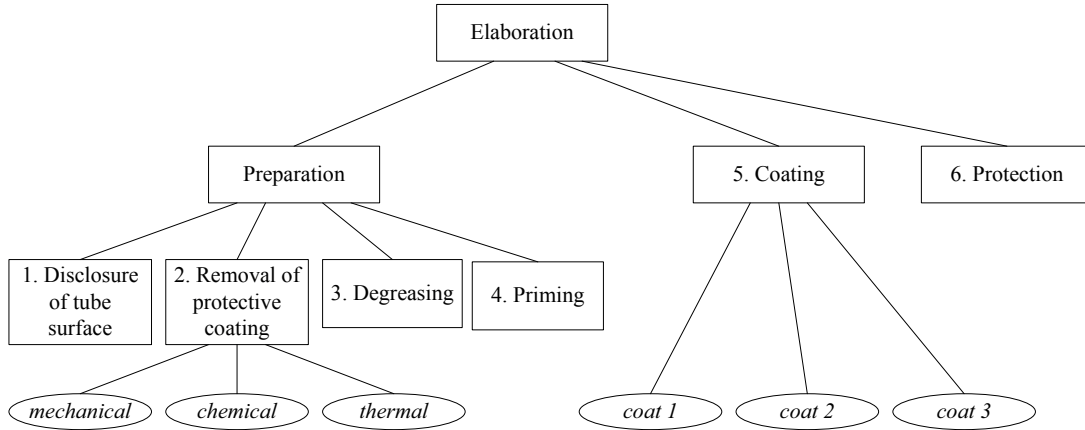 Elaboration
Preparation
5. Coating
6. Protection
1. Disclosure
of tube
surface
2. Removal of
protective
coating
3. Degreasing
4. Priming
mechanical
chemical
thermal
coat 1
coat 2
coat 3